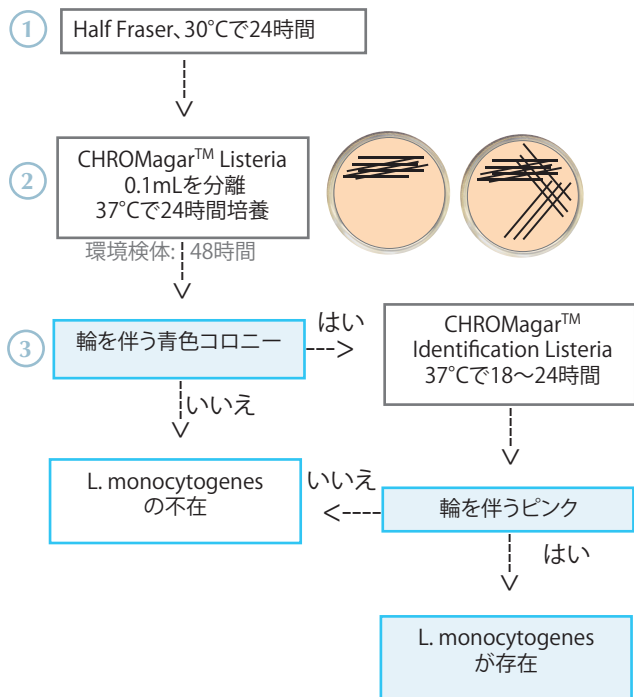 ①
Half Fraser、30°Cで24時間
②
CHROMagar™ Listeria
0.1mLを分離
37°Cで24時間培養
環境検体: 48時間
③
輪を伴う青色コロニー
はい
CHROMagar™
Identification Listeria
37°Cで18～24時間
いいえ
L. monocytogenes
の不在
いいえ
輪を伴うピンク
はい
L. monocytogenes
が存在